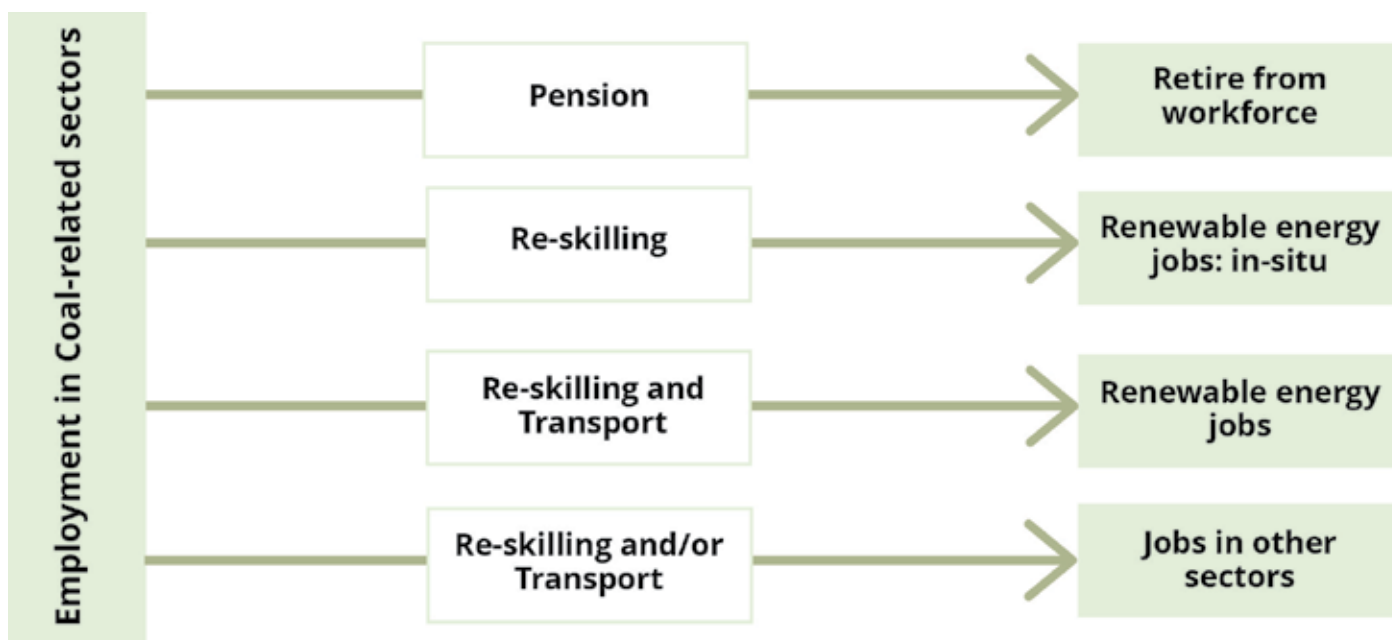 Employment in Coal-related sectors
Pension
Retire from
workforce
Re-skilling
Renewable energy
jobs: in-situ
Re-skilling and
Transport
Renewable energy
jobs
Re-skilling and/or
Transport
Jobs in other
sectors